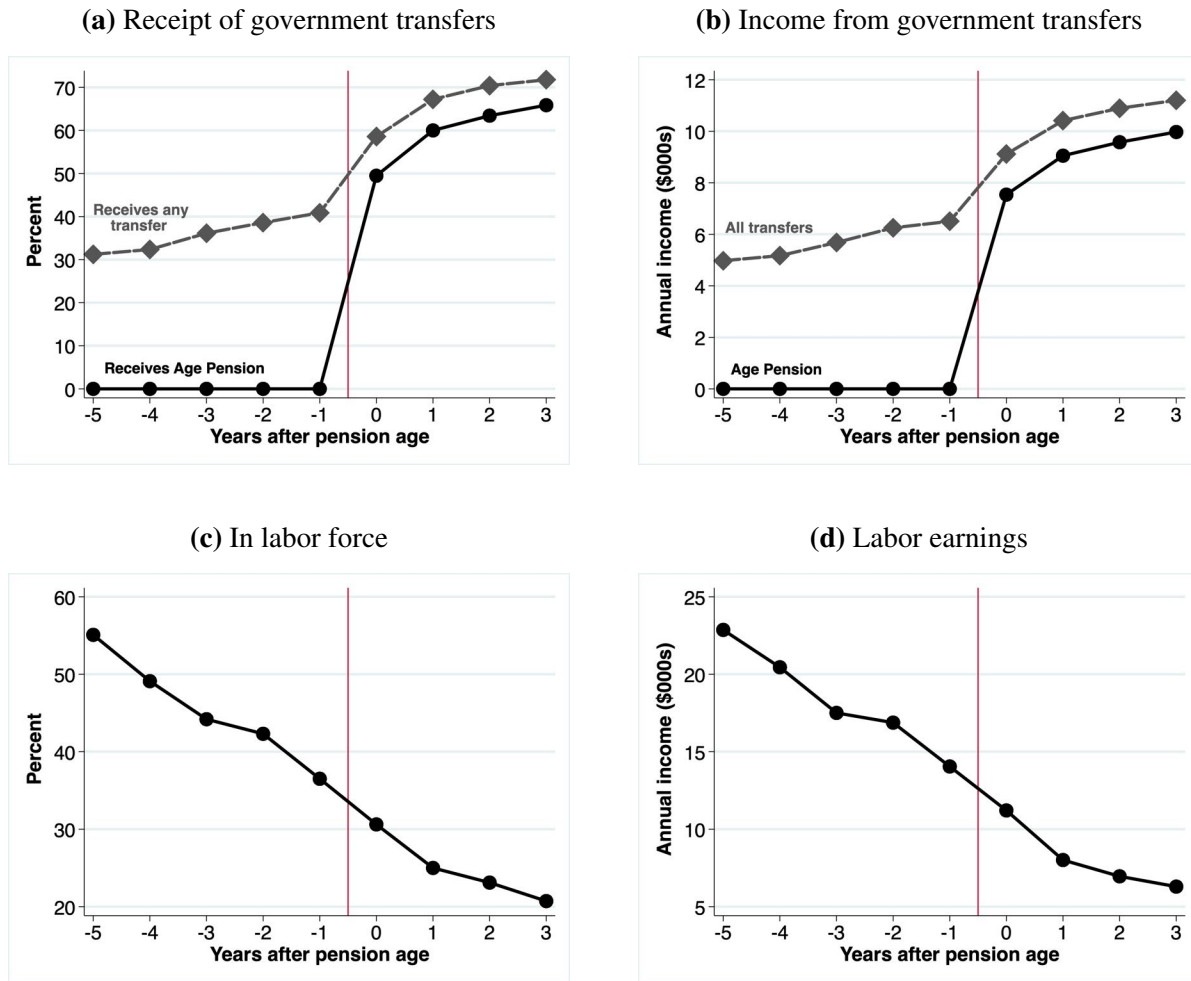 (a) Receipt of government transfers
Percent
70
60
50
40
30
20
10
0
Receives any
transfer
Receives Age Pension
-5 -4 -3 -2 -1 0 1 2 3
Years after pension age
(b) Income from government transfers
Annual income ($000s)
12
10
8
6
4
2
0
All transfers
Age Pension
-5 -4 -3 -2 -1 0 1 2 3
Years after pension age
(c) In labor force
Percent
60
50
40
30
20
-5 -4 -3 -2 -1 0 1 2 3
Years after pension age
(d) Labor earnings
Annual income ($000s)
25
20
15
10
5
-5 -4 -3 -2 -1 0 1 2 3
Years after pension age